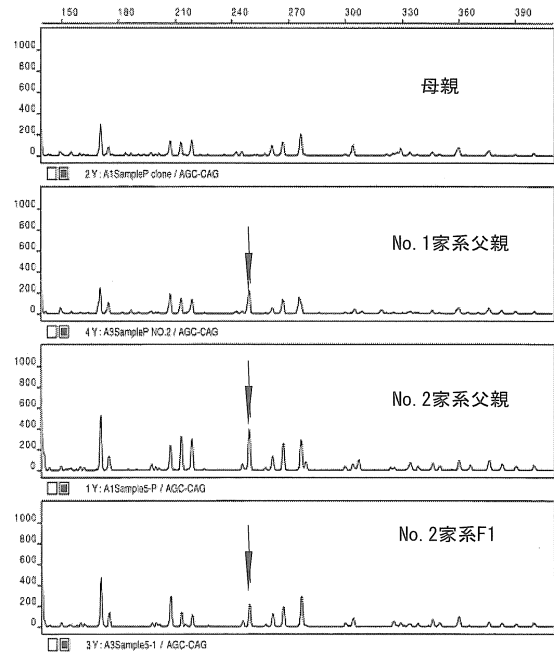 150 180 210 240 270 300 330 360 390
1000
800
600
400
200
0
母親
2 Y : A1SampleP clone / AGC-CAG
1000
800
600
400
200
0
No. 1家系父親
4 Y : A3SampleP NO.2 / AGC-CAG
1000
800
600
400
200
0
No. 2家系父親
1 Y : A1Sample5-P / AGC-CAG
1000
800
600
400
200
0
No. 2家系F1
3 Y : A3Sample5-1 / AGC-CAG